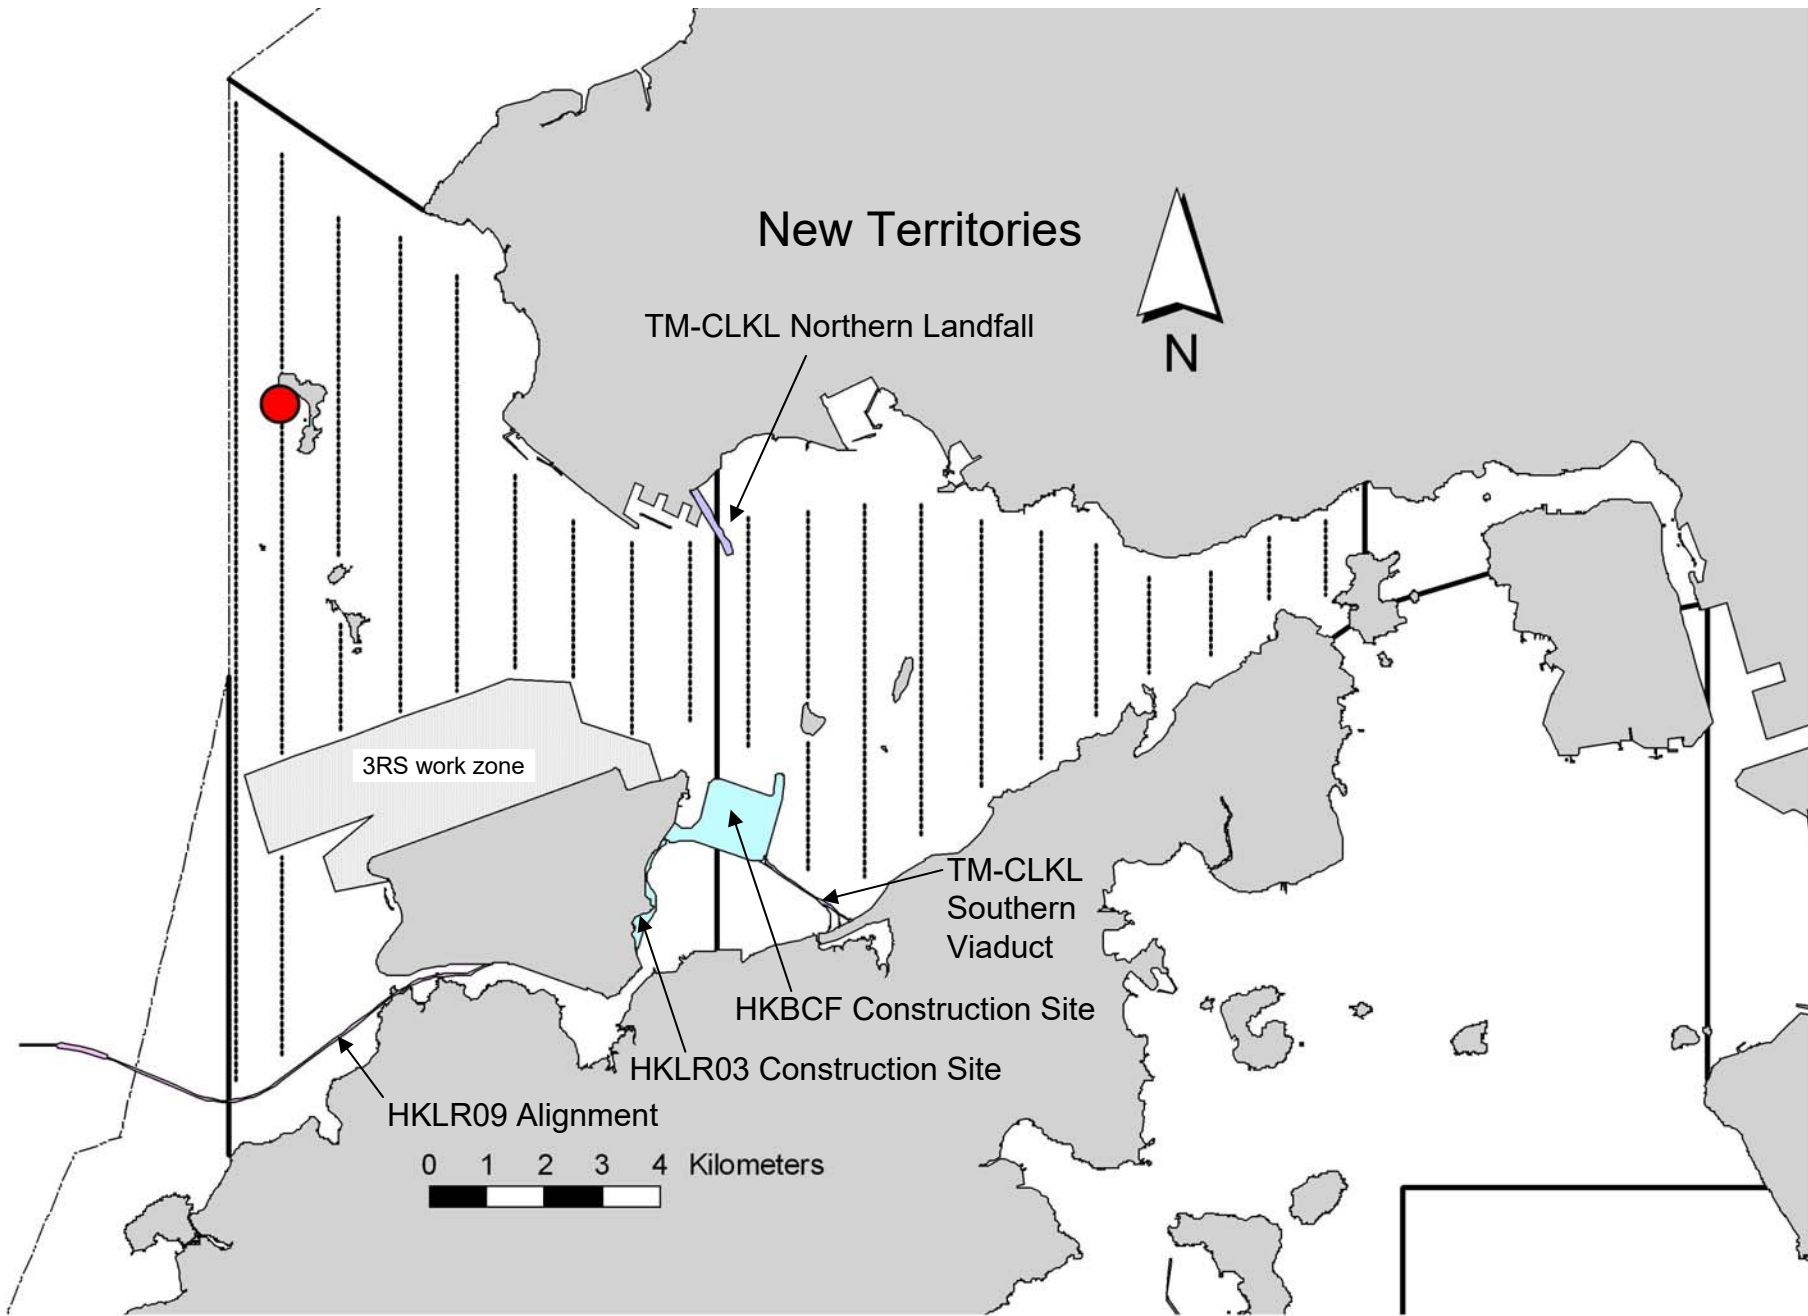 New Territories
TM-CLKL Northern Landfall
N
3RS work zone
TM-CLKL
Southern
Viaduct
HKBCF Construction Site
HKLR03 Construction Site
HKLR09 Alignment
0 1 2 3 4 Kilometers